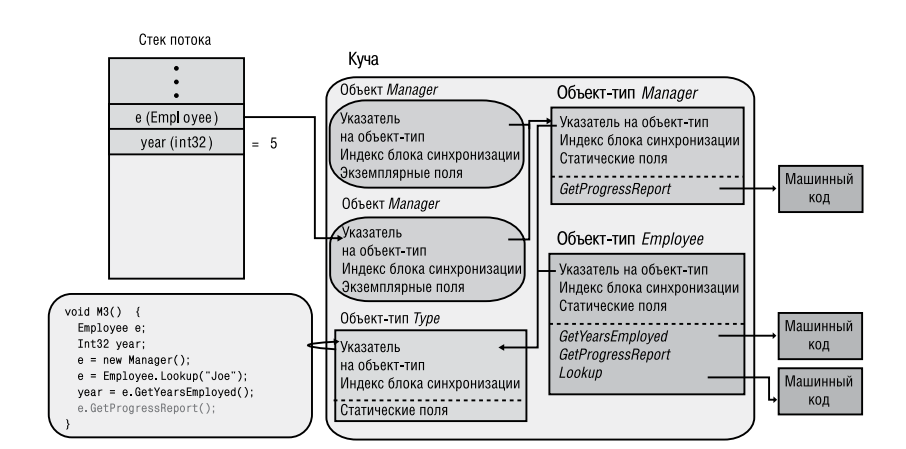 Стек потока
e (Employee)
year (int32)
= 5
Куча
Объект Manager
Указатель
на объект-тип
Индекс блока синхронизации
Экземплярные поля
Объект Manager
Указатель
на объект-тип
Индекс блока синхронизации
Экземплярные поля
Объект-тип Type
Указатель
на объект-тип
Индекс блока синхронизации
Статические поля
Объект-тип Manager
Указатель на объект-тип
Индекс блока синхронизации
Статические поля
GetProgressReport
Машинный
код
Объект-тип Employee
Указатель на объект-тип
Индекс блока синхронизации
Статические поля
GetYearsEmployed
GetProgressReport
Lookup
Машинный
код
Машинный
код
void M3() {
Employee e;
Int32 year;
e = new Manager();
e = Employee.Lookup("Joe");
year = e.GetYearsEmployed();
e.GetProgressReport();
}